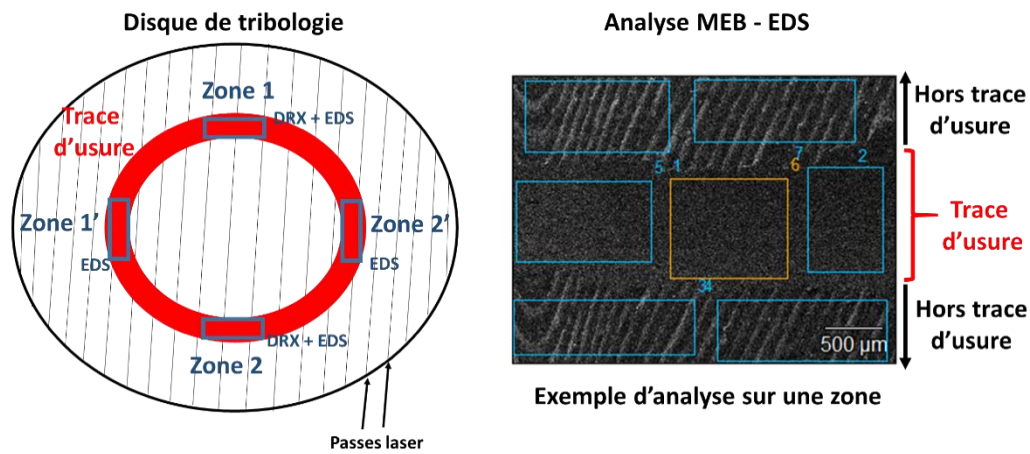 Disque de tribologie
Zone 1
Trace
d’usure
DRX + EDS
Zone 1’
EDS
Zone 2’
EDS
DRX + EDS
Zone 2
Passes laser
Analyse MEB - EDS
Hors trace
d’usure
5 1
7
6
2
Trace
d’usure
34
Hors trace
d’usure
500 µm
Exemple d’analyse sur une zone